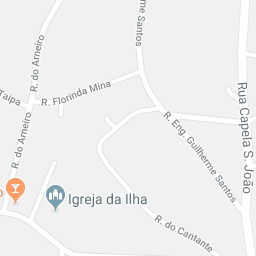 me Santos
R. do Arneiro
Taipa
R. Florinda Mina
R. do Arneiro
R. Eng. Guilherme Santos
Rua Capela S. João
Igreja da Ilha
R. do Cantante